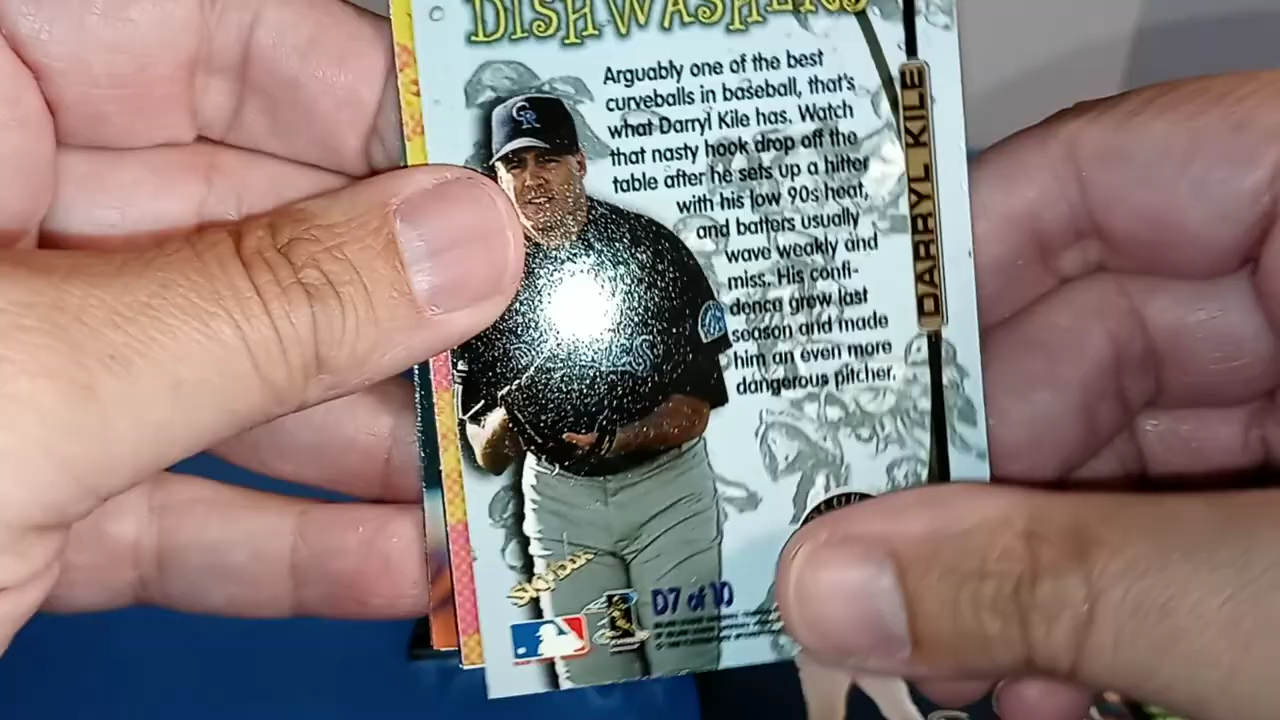 DISHWASHERS
Arguably one of the best
curveballs in baseball, that's
what Darryl Kile has. Watch
that nasty hook drop off the
table after he sets up a hitter
with his low 90s heat,
and batters usually
wave weakly and
miss. His confi-
dence grew last
season and made
him an even more
dangerous pitcher.
DARRYL KILE
CR
SkyBox
D7 of 10